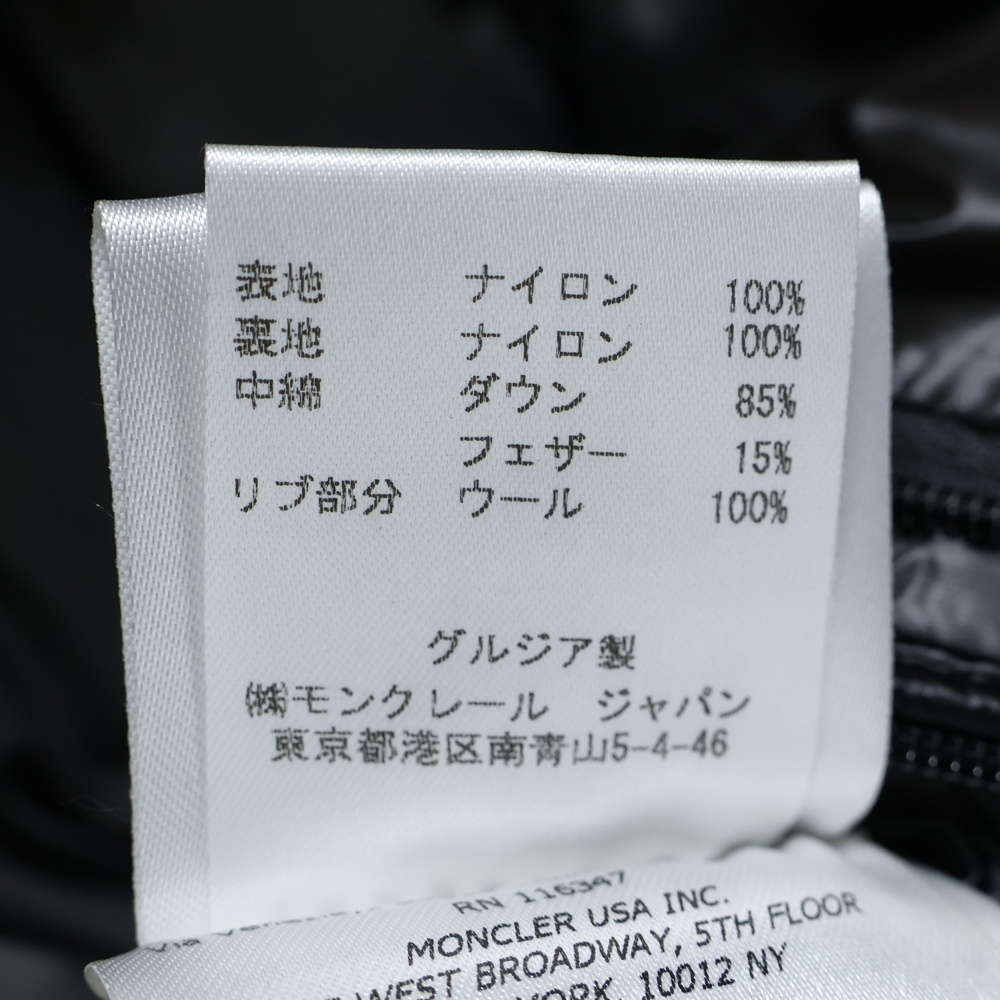 表地 ナイロン 100%
裏地 ナイロン 100%
中綿 ダウン 85%
フェザー 15%
リブ部分 ウール 100%
グルジア製
㈱モンクレール ジャパン
東京都港区南青山5-4-46
Via
RN 116347
MONCLER USA INC.
WEST BROADWAY, 5TH FLOOR
YORK, 10012 NY